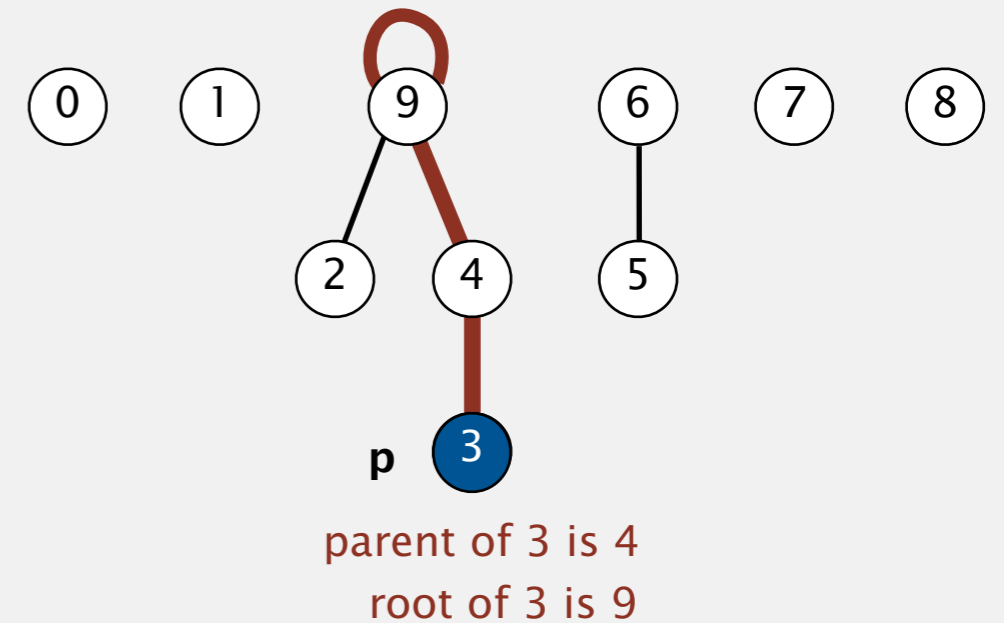 0 1 9 6 7 8
2 4 5
p 3
parent of 3 is 4
root of 3 is 9